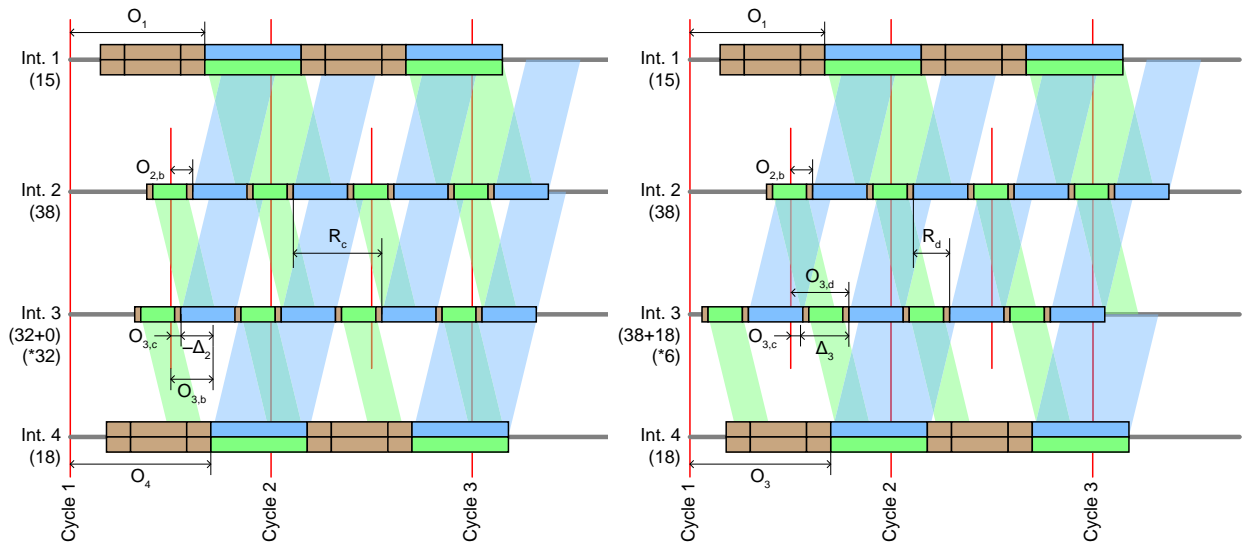 O1
Int. 1
(15)
O2,b
Int. 2
(38)
Rc
Int. 3
(32+0)
(*32)
O3,c
−Δ2
O3,b
Int. 4
(18)
O4
Cycle 1
Cycle 2
Cycle 3
O1
Int. 1
(15)
O2,b
Int. 2
(38)
Rd
O3,d
Int. 3
(38+18)
(*6)
O3,c
Δ3
Int. 4
(18)
O3
Cycle 1
Cycle 2
Cycle 3